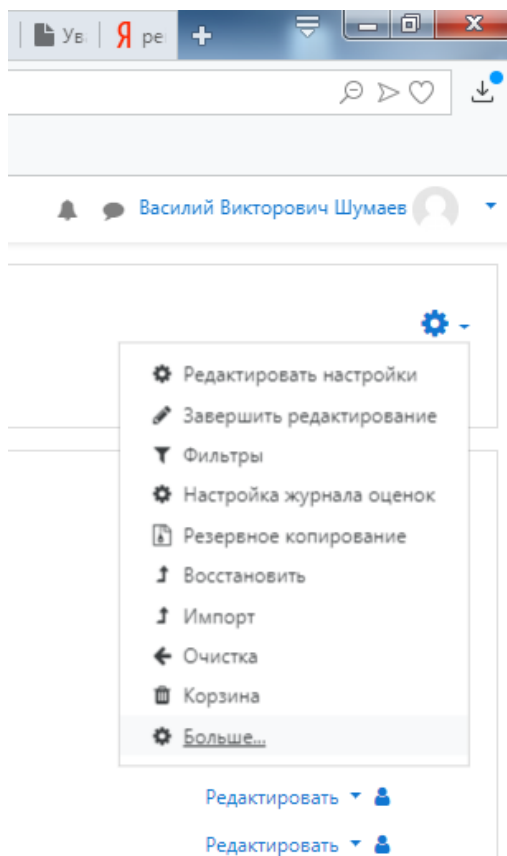 Ув
Я ре
Василий Викторович Шумаев
Редактировать настройки
Завершить редактирование
Фильтры
Настройка журнала оценок
Резервное копирование
Восстановить
Импорт
Очистка
Корзина
Больше...
Редактировать
Редактировать